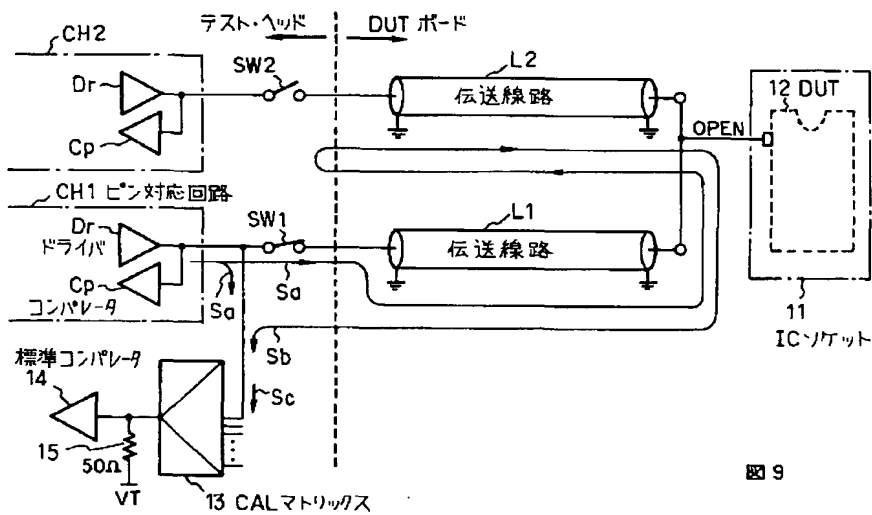 テスト・ヘッド
DUT ボード
CH2
Dr
Cp
SW2
L2
伝送線路
12 DUT
OPEN
CH1 ピン対応回路
Dr
ドライバ
Cp
コンパレータ
SW1
L1
伝送線路
Sa
Sa
11
ICソケット
Sb
Sc
標準コンパレータ
14
15
50Ω
VT
13 CALマトリックス
図9